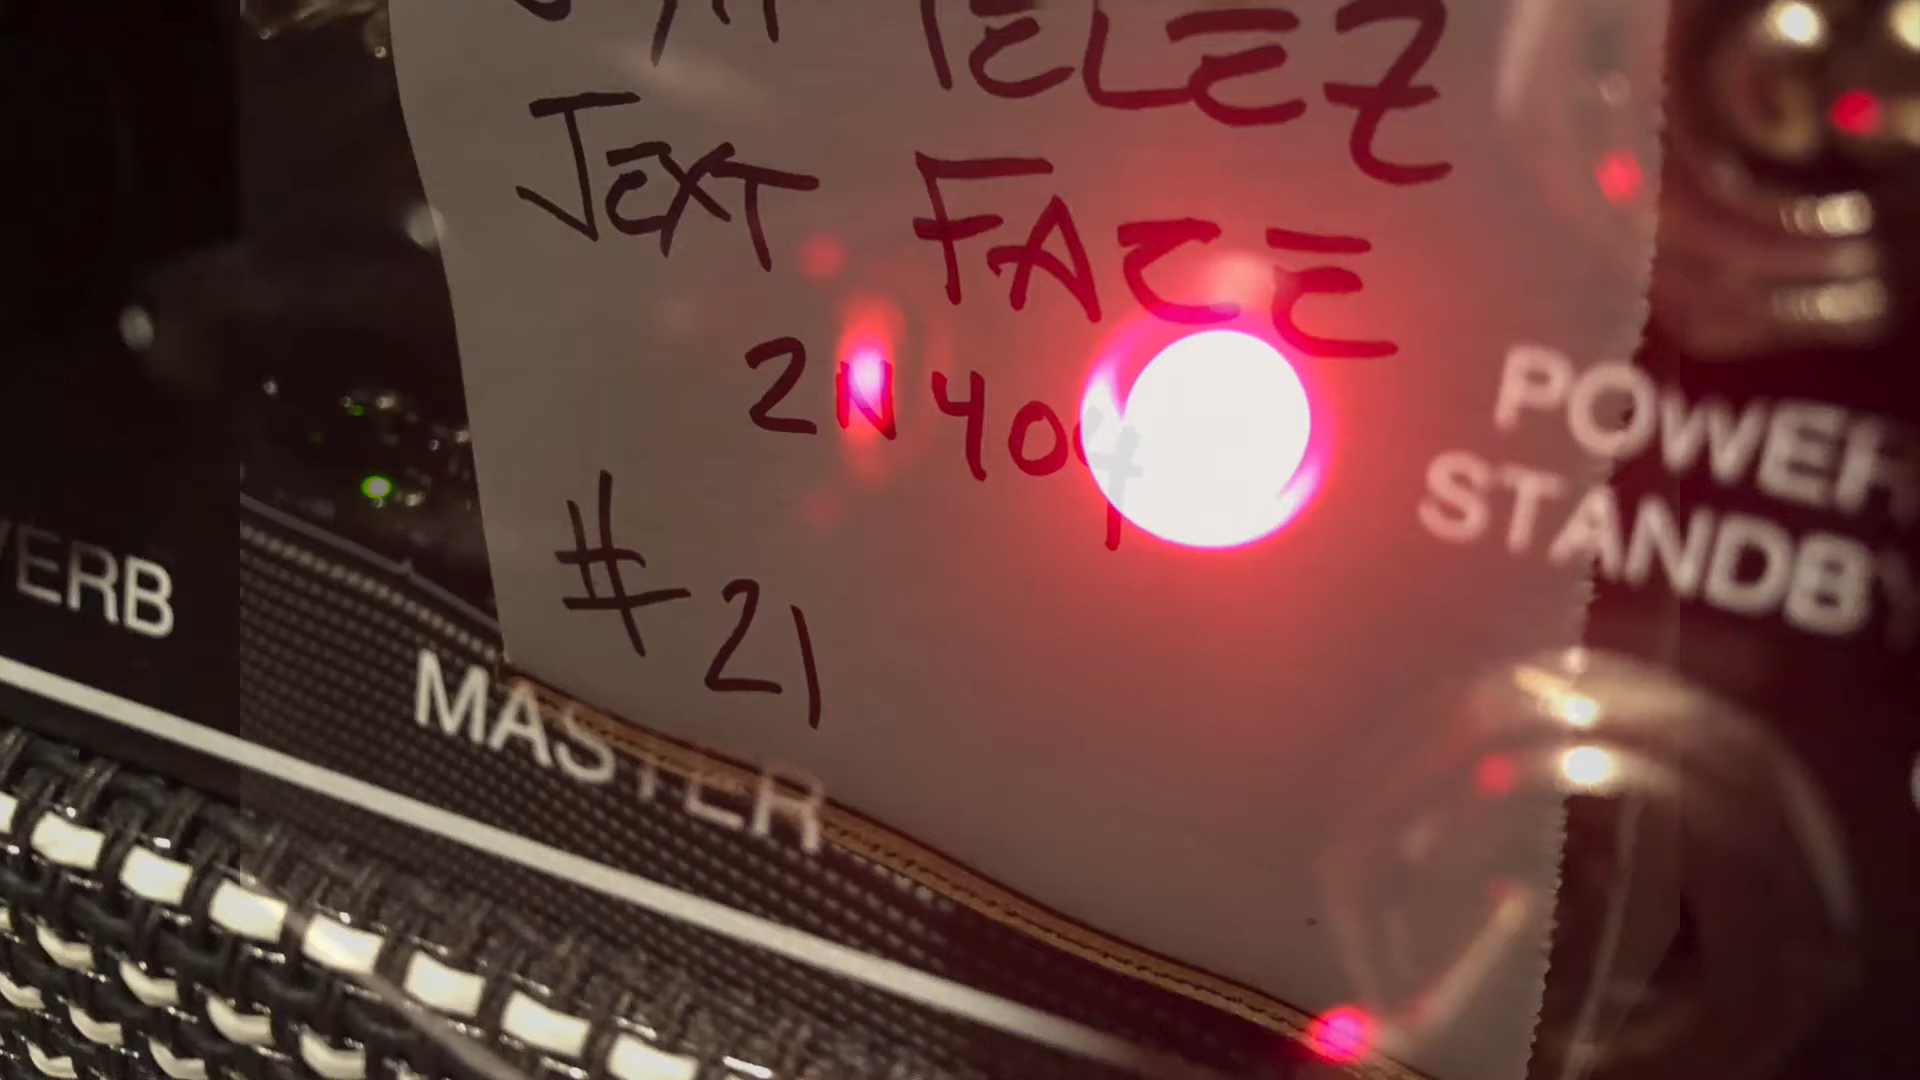 TELEZ
JEXT FACE
2N404
#21
POWER
STANDBY
VERB
MASTER